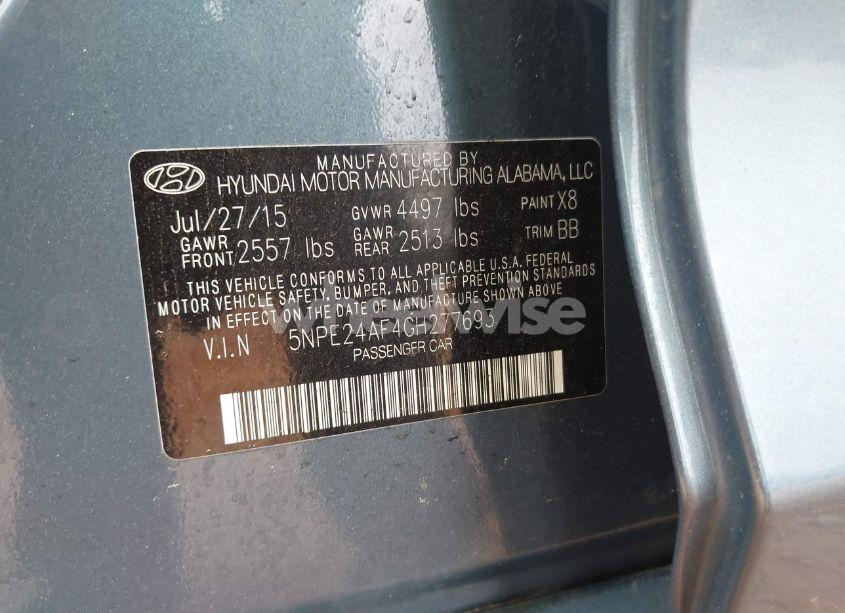 MANUFACTURED BY
HYUNDAI MOTOR MANUFACTURING ALABAMA, LLC
Jul/27/15 GVWR 4497 lbs PAINT X8
GAWR FRONT 2557 lbs GAWR REAR 2513 lbs TRIM BB
THIS VEHICLE CONFORMS TO ALL APPLICABLE U.S.A. FEDERAL
MOTOR VEHICLE SAFETY, BUMPER, AND THEFT PREVENTION STANDARDS
IN EFFECT ON THE DATE OF MANUFACTURE SHOWN ABOVE
V.I.N 5NPE24AF4GH277693
PASSENGER CAR